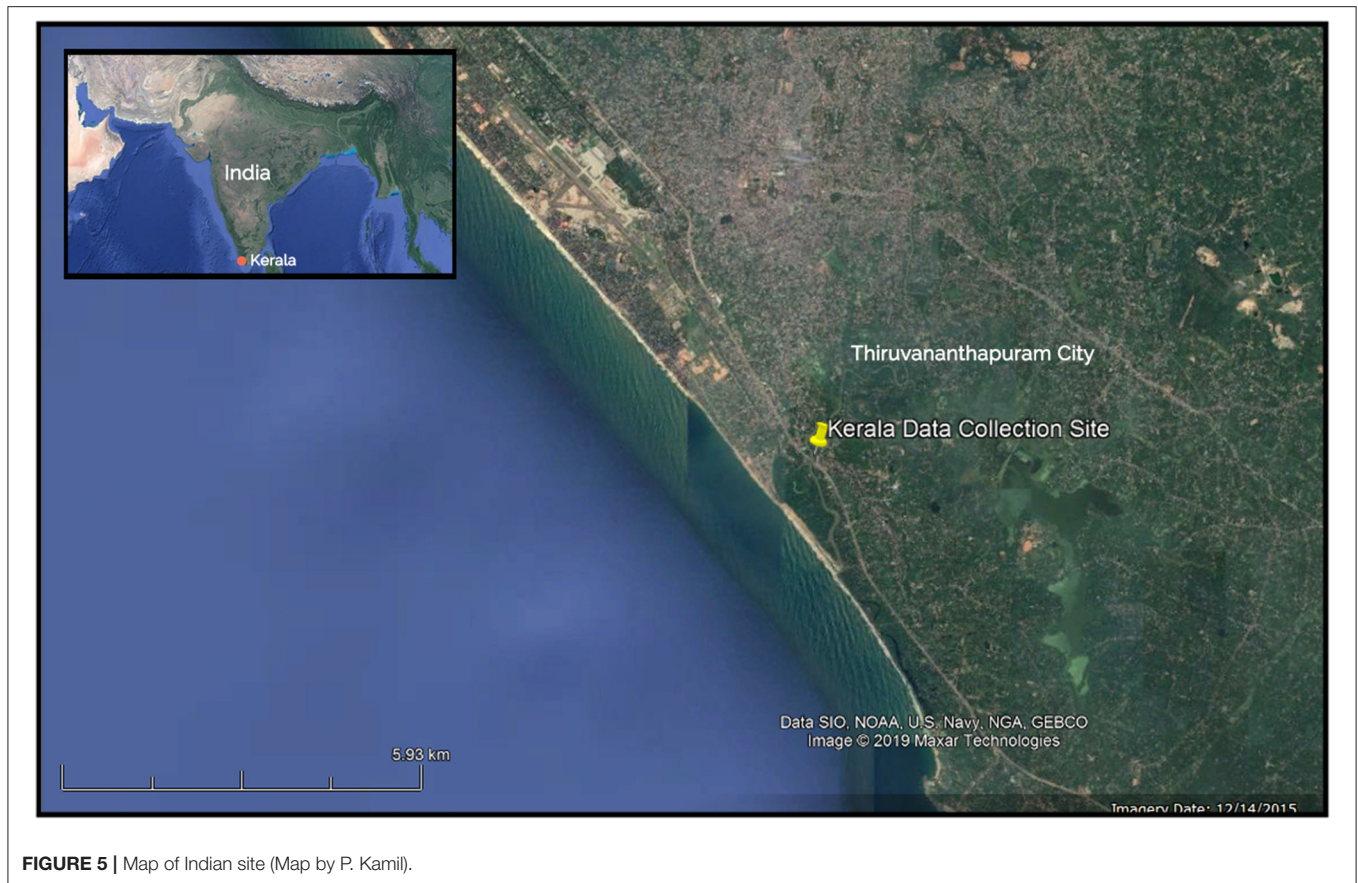 India
Kerala
Thiruvananthapuram City
Kerala Data Collection Site
Data SIO, NOAA, U.S. Navy, NGA, GEBCO
Image © 2019 Maxar Technologies
5.93 km
Imagery Date: 12/14/2015
FIGURE 5 | Map of Indian site (Map by P. Kamil).